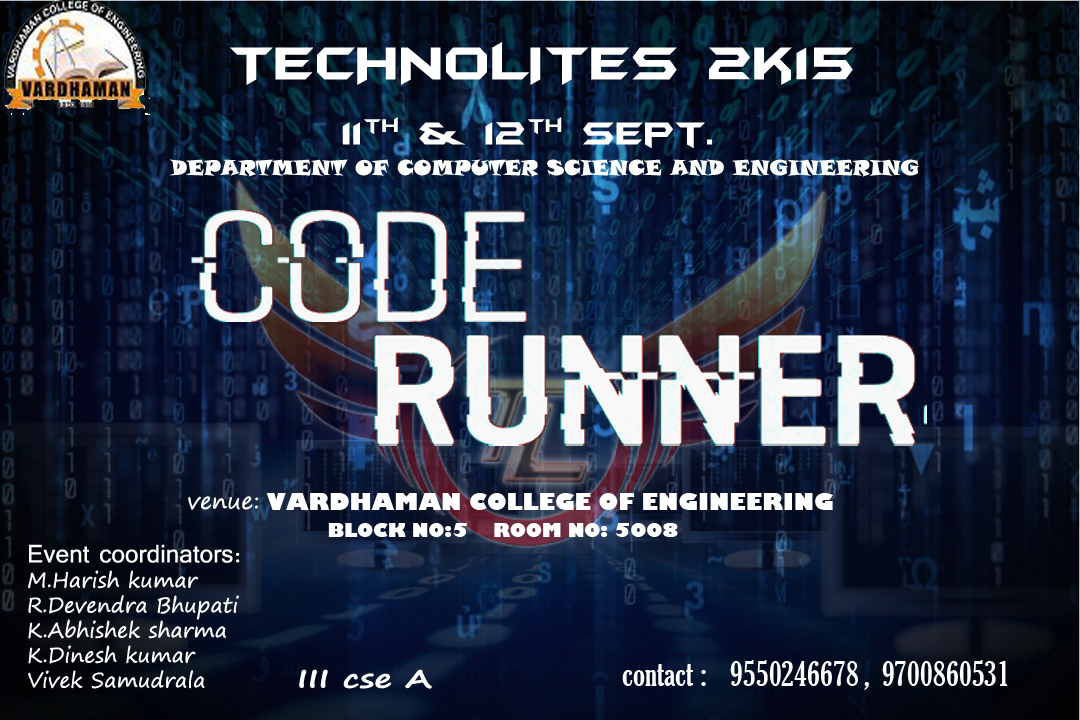 VARDHAMAN COLLEGE OF ENGINEERING
VARDHAMAN
TECHNOLITES 2K15
11TH & 12TH SEPT.
DEPARTMENT OF COMPUTER SCIENCE AND ENGINEERING
CODE
RUNNER
TL
venue: VARDHAMAN COLLEGE OF ENGINEERING
BLOCK NO:5 ROOM NO: 5008
Event coordinators:
M.Harish kumar
R.Devendra Bhupati
K.Abhishek sharma
K.Dinesh kumar
Vivek Samudrala
III cse A
contact : 9550246678 , 9700860531